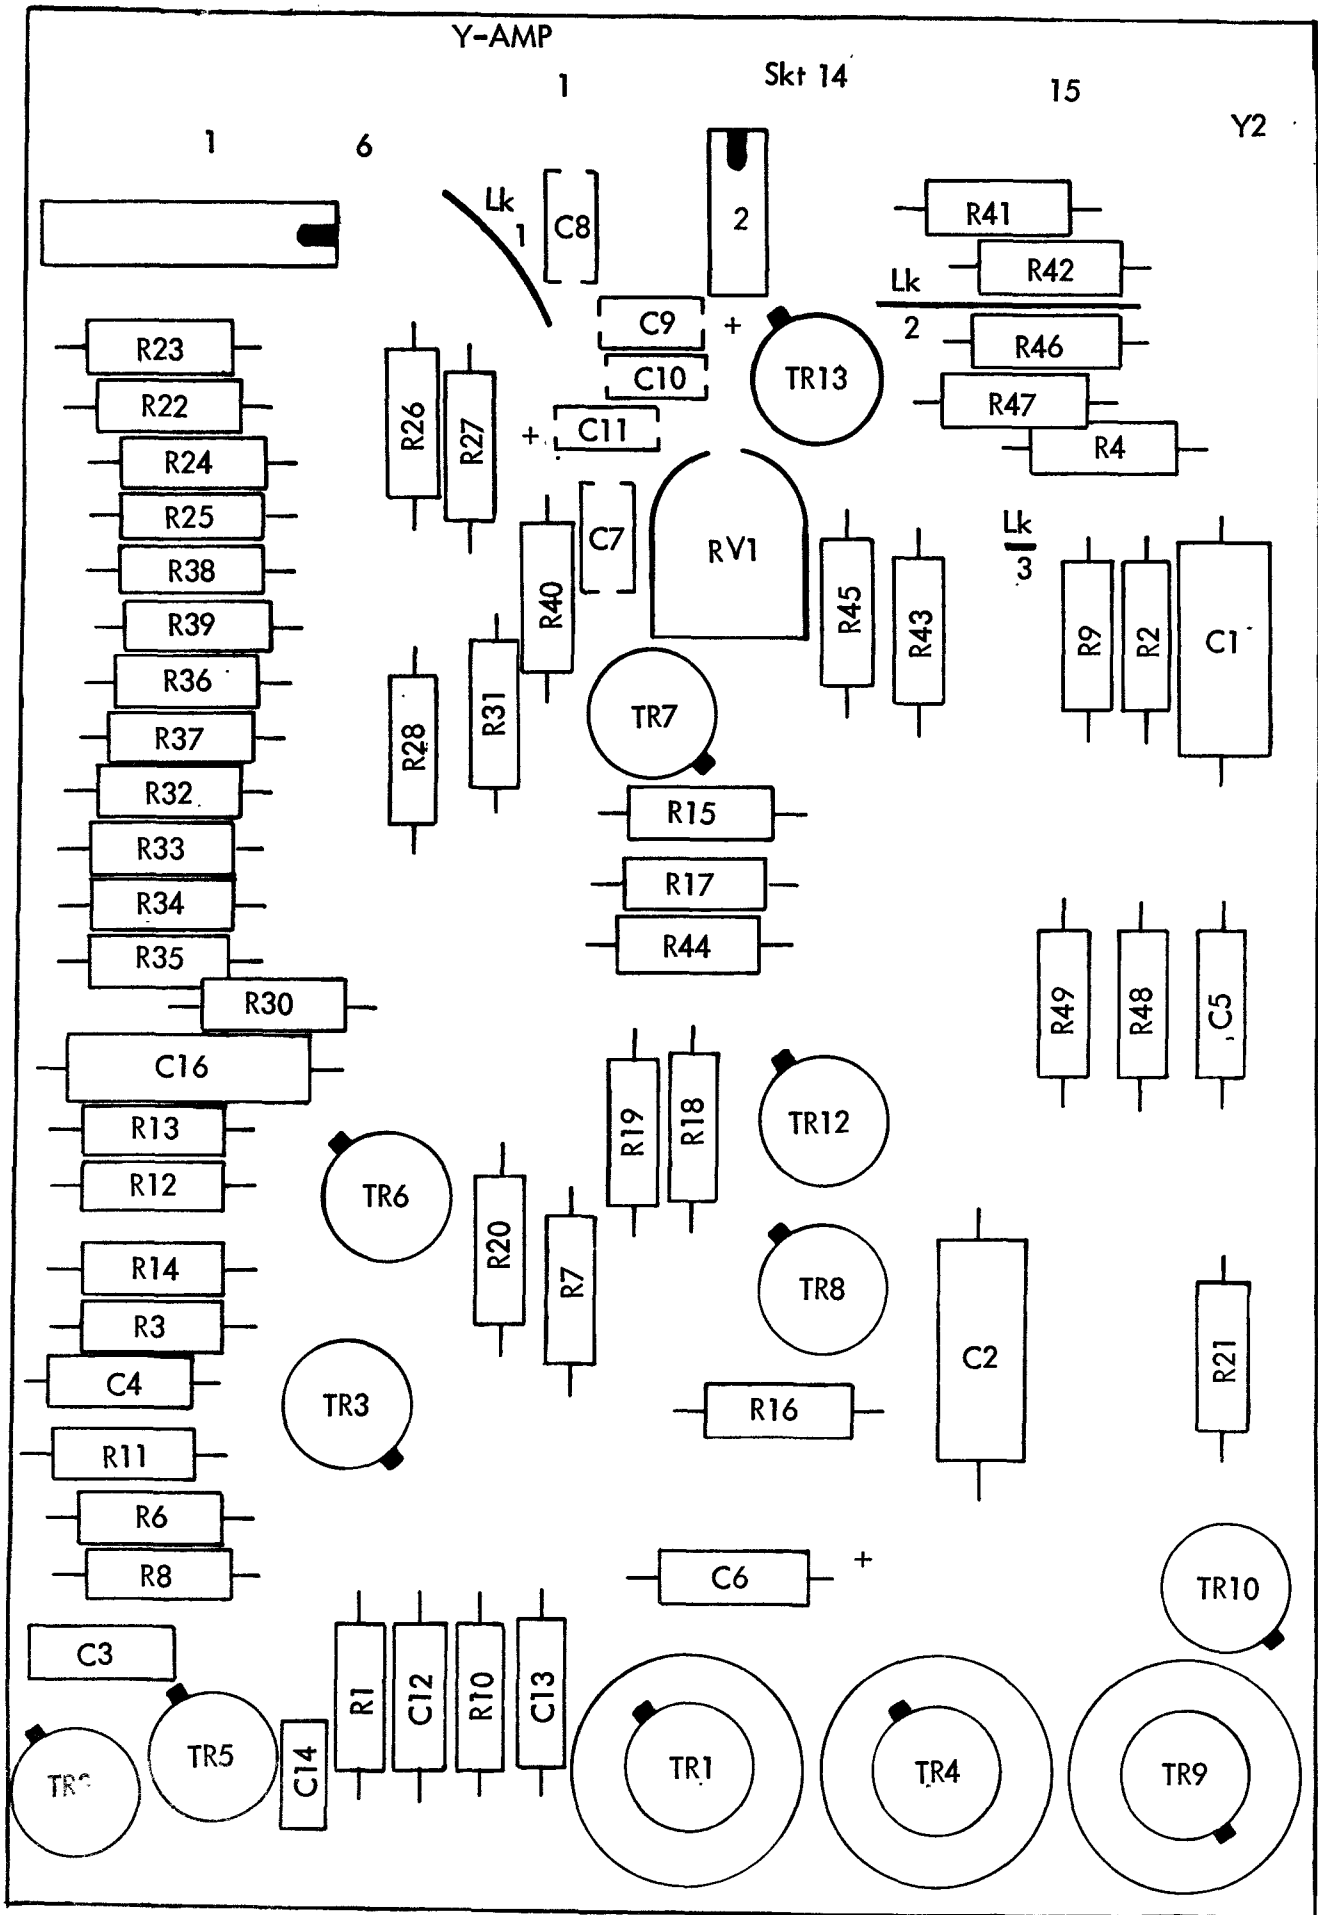 Y-AMP
1
Skt 14
15
Y2
1
6
Lk
1
C8
2
R41
R42
Lk
2
C9
+
R23
TR13
R46
C10
R22
R47
R26
R27
+
C11
R4
R24
R25
C7
RV1
Lk
3
R38
R40
R45
R43
R9
R2
C1
R39
R36
R31
TR7
R37
R28
R32
R15
R33
R17
R34
R44
R35
R30
R49
R48
C5
C16
R13
R19
R18
TR12
R12
TR6
R20
R7
R14
TR8
R3
C2
R21
C4
TR3
R16
R11
R6
R8
C6
+
TR10
C3
R1
C12
R10
C13
TR5
C14
TR1
TR4
TR9